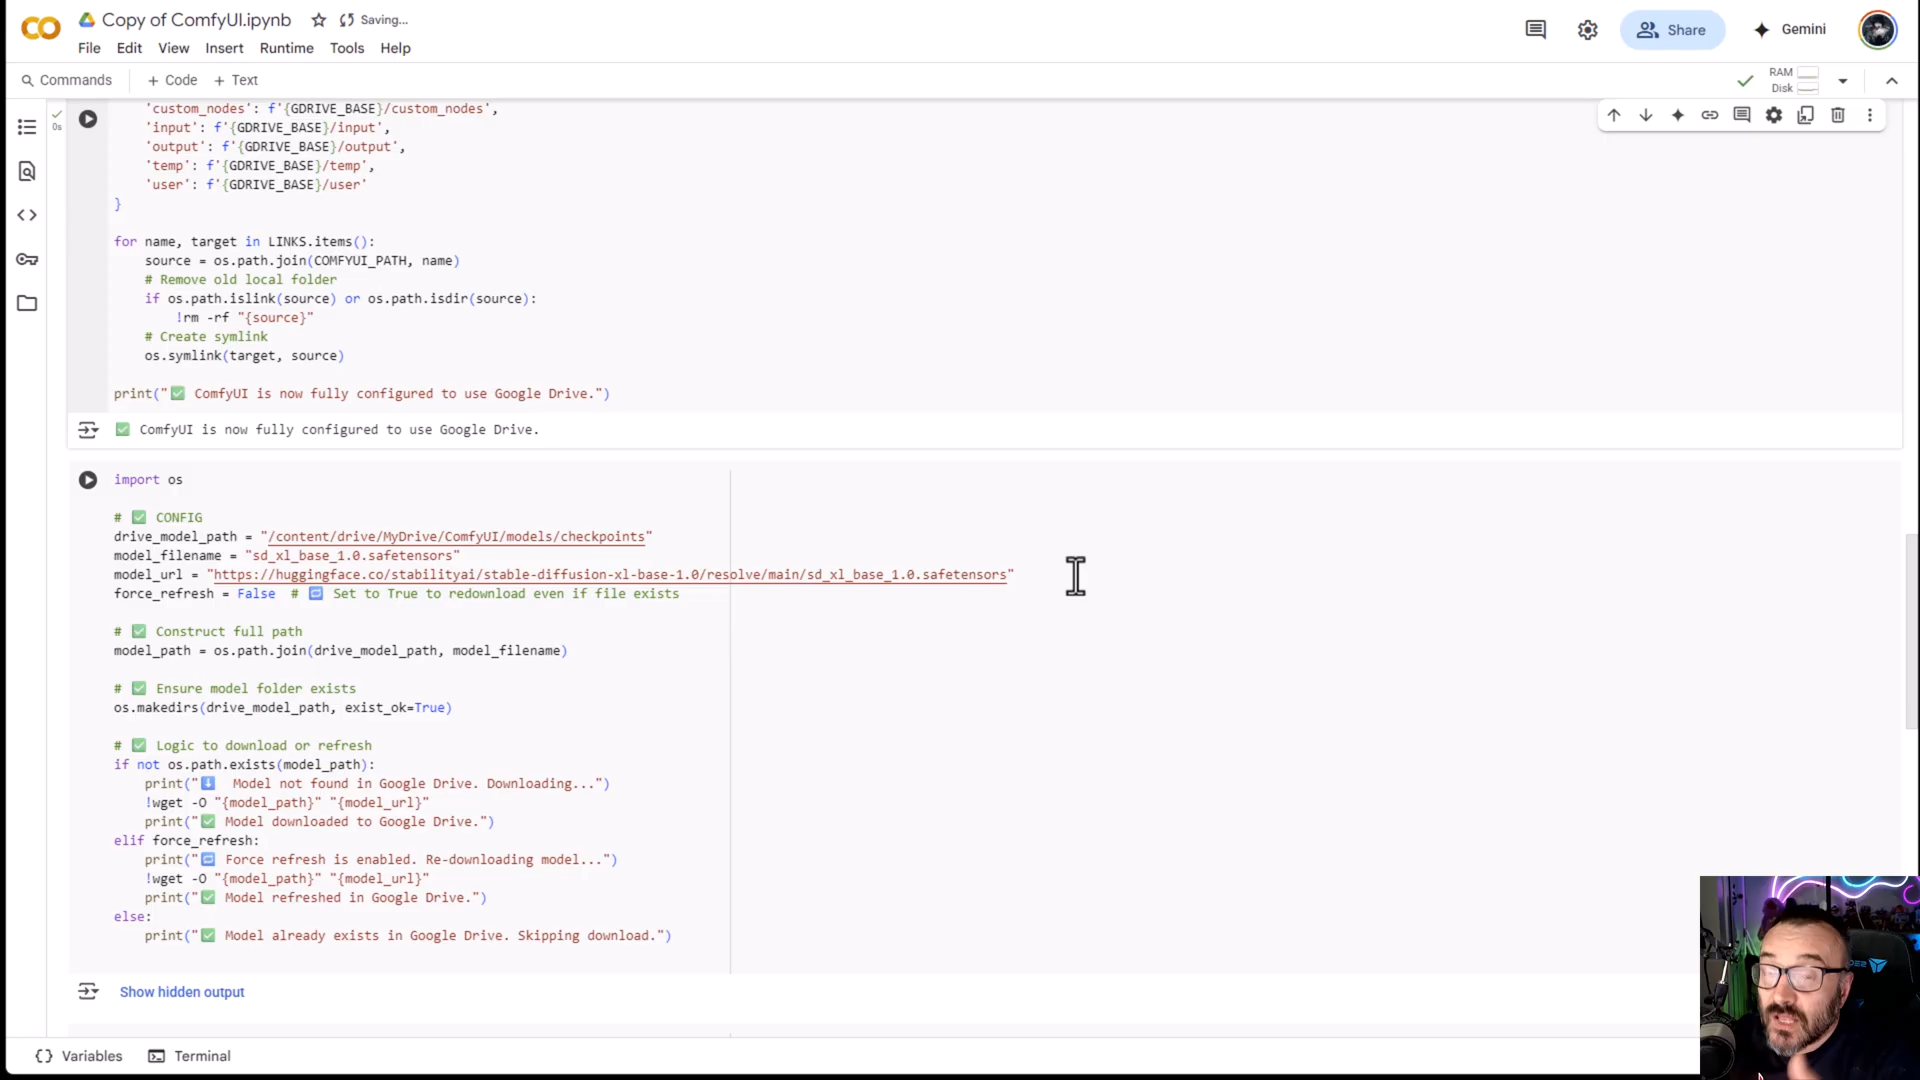 Copy of ComfyUI.ipynb
Saving...
File Edit View Insert Runtime Tools Help
Share
Gemini
Commands + Code + Text
RAM
Disk
0s
'custom_nodes': f'{GDRIVE_BASE}/custom_nodes',
'input': f'{GDRIVE_BASE}/input',
'output': f'{GDRIVE_BASE}/output',
'temp': f'{GDRIVE_BASE}/temp',
'user': f'{GDRIVE_BASE}/user'
}
for name, target in LINKS.items():
source = os.path.join(COMFYUI_PATH, name)
# Remove old local folder
if os.path.islink(source) or os.path.isdir(source):
!rm -rf "{source}"
# Create symlink
os.symlink(target, source)
print("✅ ComfyUI is now fully configured to use Google Drive.")
✅ ComfyUI is now fully configured to use Google Drive.
import os
# ✅ CONFIG
drive_model_path = "/content/drive/MyDrive/ComfyUI/models/checkpoints"
model_filename = "sd_xl_base_1.0.safetensors"
model_url = "https://huggingface.co/stabilityai/stable-diffusion-xl-base-1.0/resolve/main/sd_xl_base_1.0.safetensors"
force_refresh = False # 🔁 Set to True to redownload even if file exists
# ✅ Construct full path
model_path = os.path.join(drive_model_path, model_filename)
# ✅ Ensure model folder exists
os.makedirs(drive_model_path, exist_ok=True)
# ✅ Logic to download or refresh
if not os.path.exists(model_path):
print("⬇️ Model not found in Google Drive. Downloading...")
!wget -O "{model_path}" "{model_url}"
print("✅ Model downloaded to Google Drive.")
elif force_refresh:
print("🔁 Force refresh is enabled. Re-downloading model...")
!wget -O "{model_path}" "{model_url}"
print("✅ Model refreshed in Google Drive.")
else:
print("✅ Model already exists in Google Drive. Skipping download.")
Show hidden output
Variables Terminal